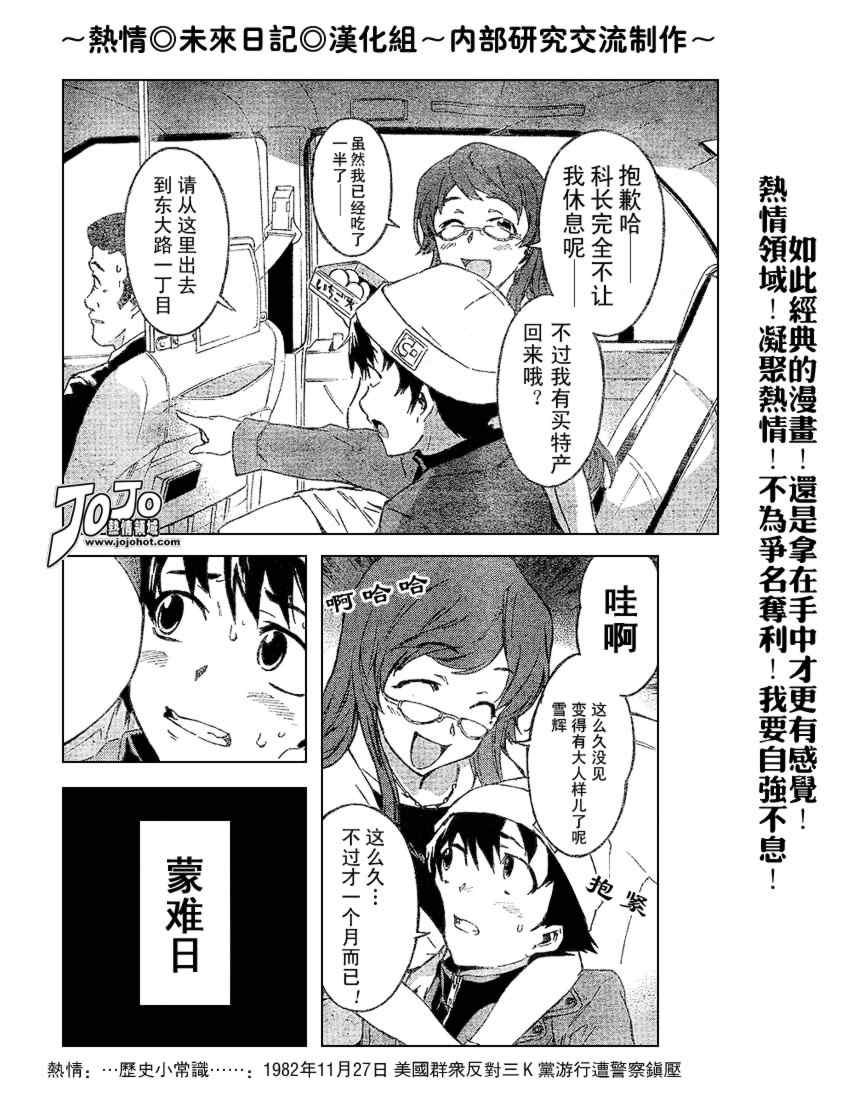 ～熱情◎未來日記◎漢化組～内部研究交流制作～
抱歉哈——
科长完全不让
我休息呢——
虽然我已经吃了
一半了——
请从这里出去
到东大路一丁目
いちご大
不过我有买特产
回来哦？
JOJO
熱情領域
www.jojohot.com
哇啊
啊哈哈
这么久没见
变得有大人样儿了呢
雪辉
抱紧
这么久…
不过才一个月而已！
蒙难日
如此經典的漫畫！還是拿在手中才更有感覺！
熱情領域！凝聚熱情！不為爭名奪利！我要自強不息！
熱情：…歷史小常識……：1982年11月27日 美國群衆反對三K黨游行遭警察鎮壓